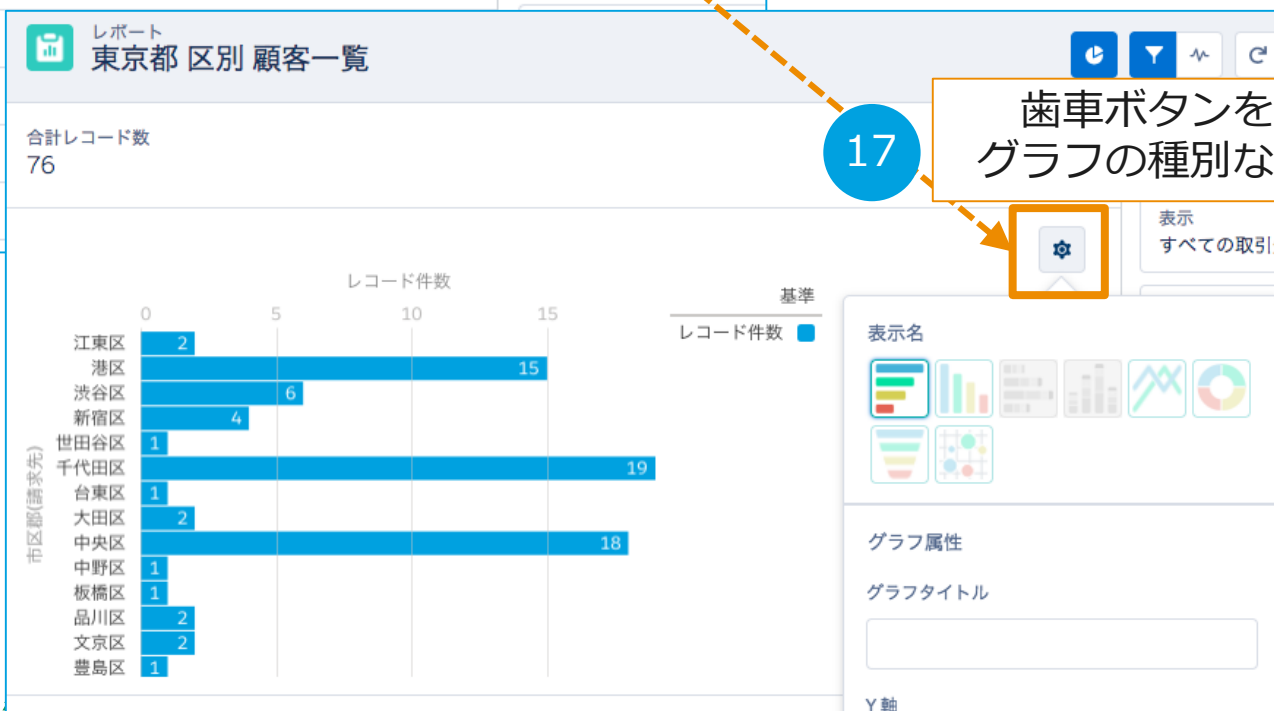 レポート
東京都 区別 顧客一覧
合計レコード数
76
17
歯車ボタンを
グラフの種別な
表示
すべての取引
レコード件数
0 5 10 15
基準
レコード件数
江東区 2
港区 15
渋谷区 6
新宿区 4
世田谷区 1
千代田区 19
台東区 1
大田区 2
中央区 18
中野区 1
板橋区 1
品川区 2
文京区 2
豊島区 1
市区郡(請求先)
表示名
グラフ属性
グラフタイトル
Y 軸